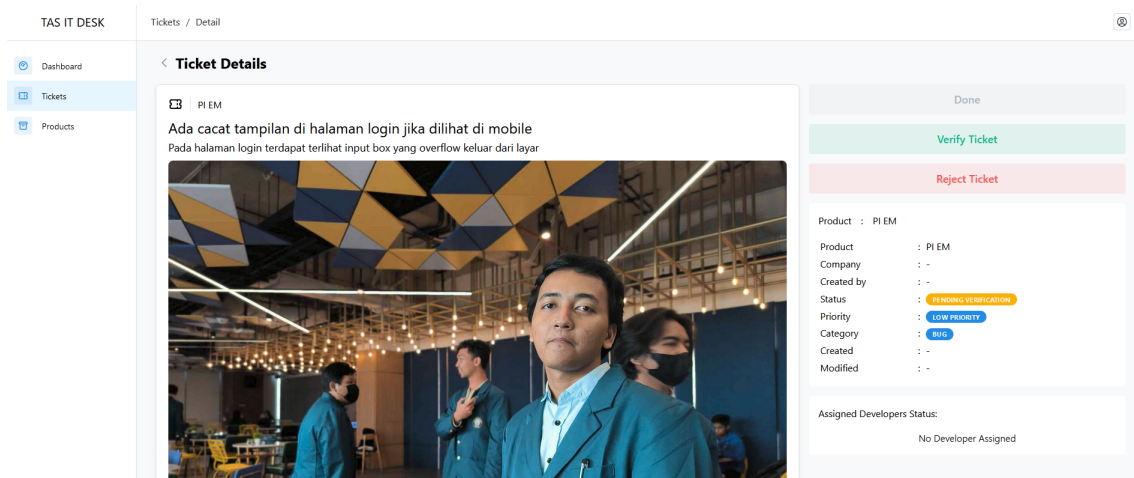 TAS IT DESK
Tickets / Detail
Dashboard
Tickets
Products
Ticket Details
PI EM
Ada cacat tampilan di halaman login jika dilihat di mobile
Pada halaman login terdapat terlihat input box yang overflow keluar dari layar
Done
Verify Ticket
Reject Ticket
Product : PI EM
Product : PI EM
Company : -
Created by : -
Status : PENDING VERIFICATION
Priority : LOW PRIORITY
Category : BUG
Created : -
Modified : -
Assigned Developers Status:
No Developer Assigned